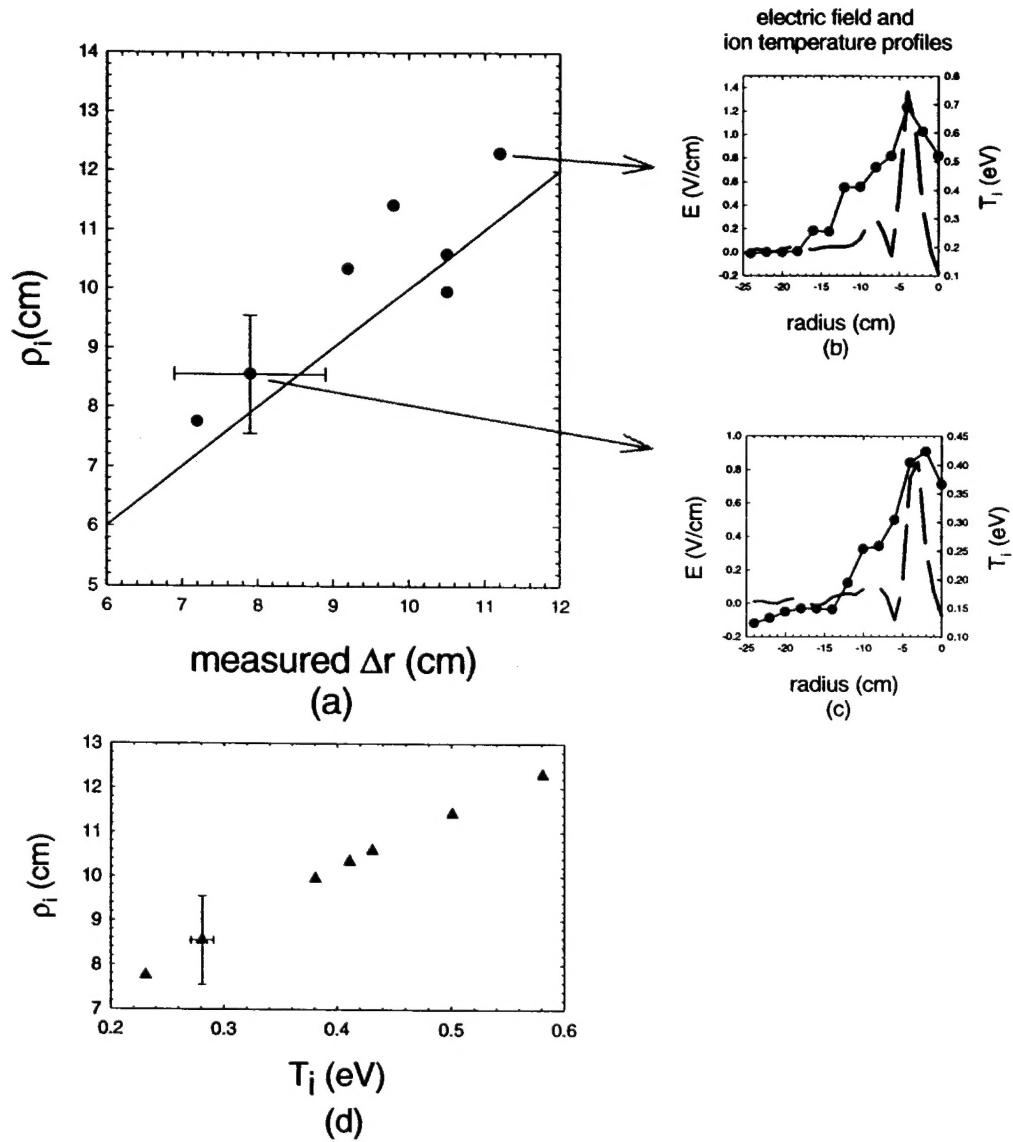 electric field and
ion temperature profiles
14
13
12
11
10
9
8
7
6
5
ρi(cm)
6 7 8 9 10 11 12
measured Δr (cm)
(a)
1.4
1.2
1.0
0.8
0.6
0.4
0.2
0.0
-0.2
E (V/cm)
0.8
0.7
0.6
0.5
0.4
0.3
0.2
0.1
Ti (eV)
-25 -20 -15 -10 -5 0
radius (cm)
(b)
1.0
0.8
0.6
0.4
0.2
0.0
-0.2
E (V/cm)
0.45
0.40
0.35
0.30
0.25
0.20
0.15
0.10
Ti (eV)
-25 -20 -15 -10 -5 0
radius (cm)
(c)
13
12
11
10
9
8
7
ρi (cm)
0.2 0.3 0.4 0.5 0.6
Ti (eV)
(d)